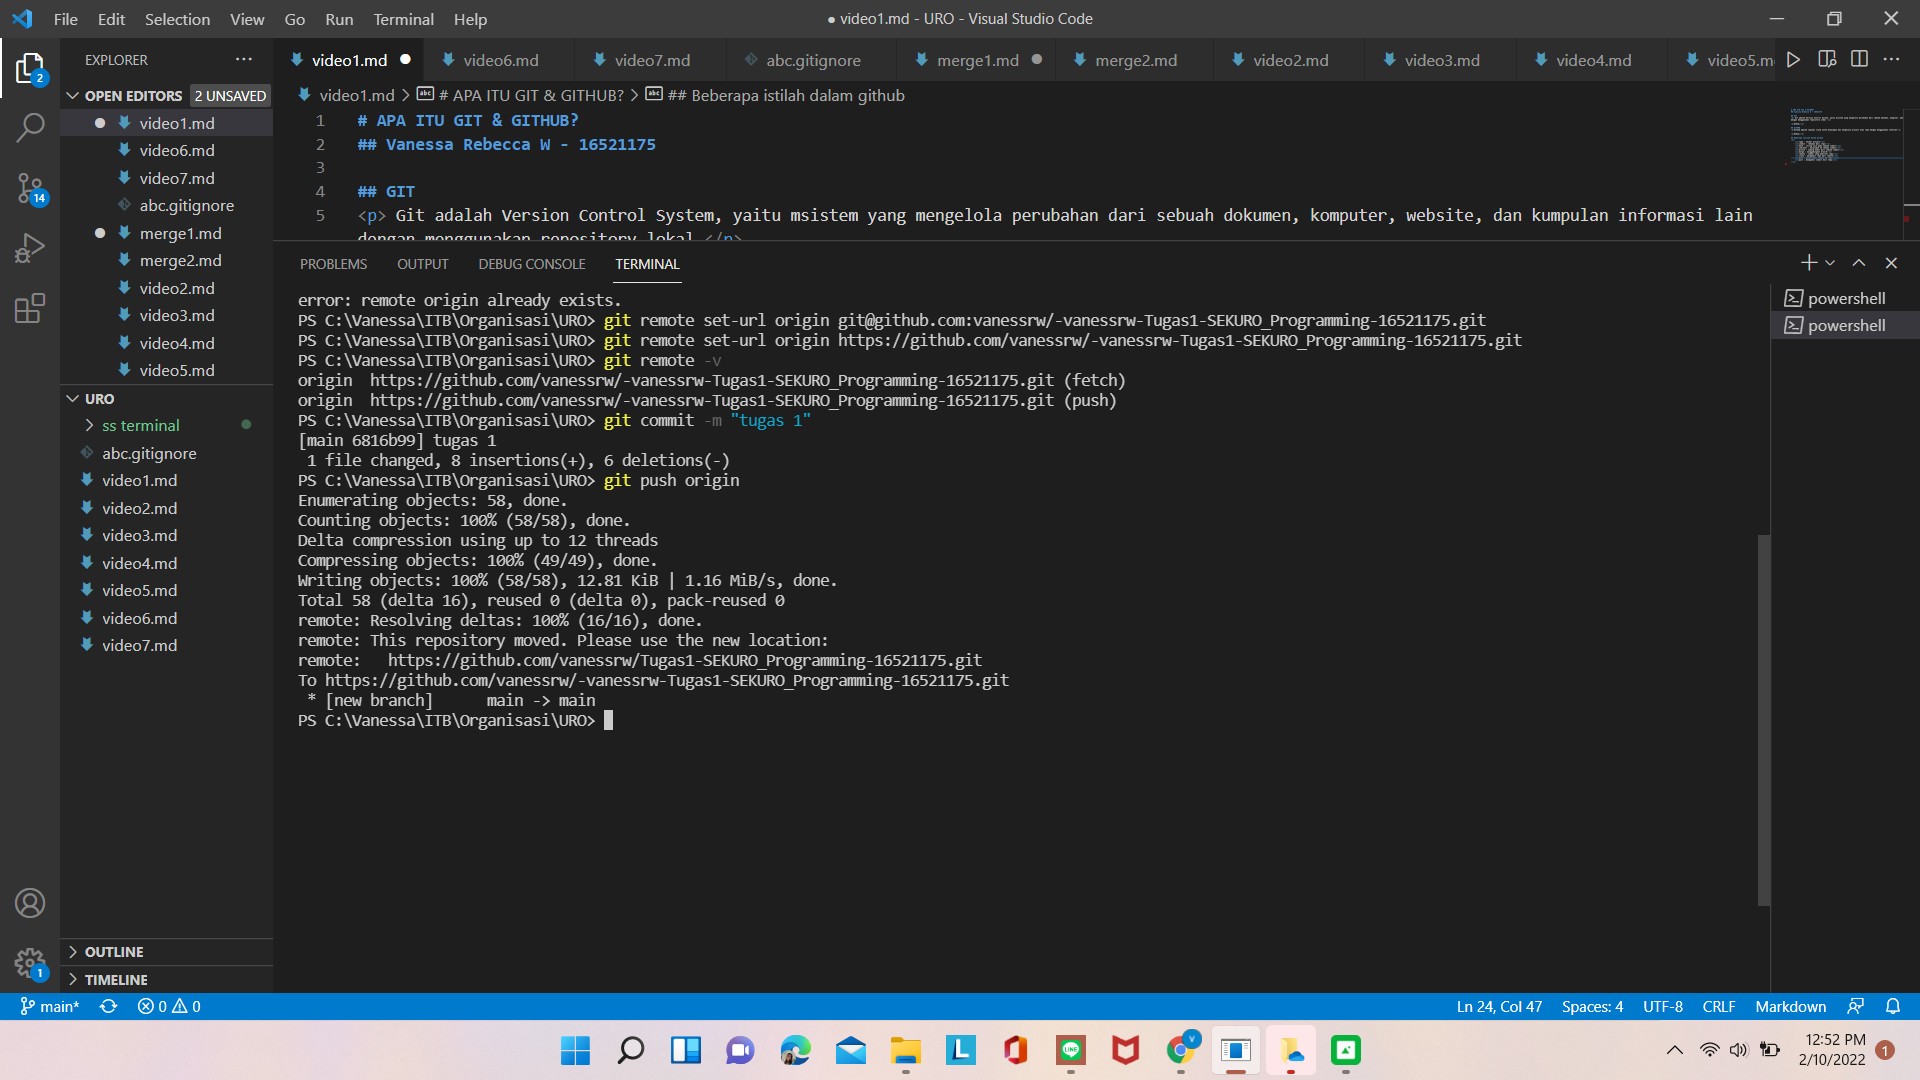 File Edit Selection View Go Run Terminal Help
● video1.md - URO - Visual Studio Code
EXPLORER
video1.md video6.md video7.md abc.gitignore merge1.md merge2.md video2.md video3.md video4.md video5.m
2
OPEN EDITORS 2 UNSAVED
video1.md
video6.md
video7.md
abc.gitignore
merge1.md
merge2.md
video2.md
video3.md
video4.md
video5.md
14
URO
ss terminal
abc.gitignore
video1.md
video2.md
video3.md
video4.md
video5.md
video6.md
video7.md
OUTLINE
TIMELINE
1
video1.md > # APA ITU GIT & GITHUB? > ## Beberapa istilah dalam github
1 # APA ITU GIT & GITHUB?
2 ## Vanessa Rebecca W - 16521175
3
4 ## GIT
5 <p> Git adalah Version Control System, yaitu msistem yang mengelola perubahan dari sebuah dokumen, komputer, website, dan kumpulan informasi lain
dengan menggunakan repository lokal </p>
PROBLEMS OUTPUT DEBUG CONSOLE TERMINAL
error: remote origin already exists.
PS C:\Vanessa\ITB\Organisasi\URO> git remote set-url origin git@github.com:vanessrw/-vanessrw-Tugas1-SEKURO_Programming-16521175.git
PS C:\Vanessa\ITB\Organisasi\URO> git remote set-url origin https://github.com/vanessrw/-vanessrw-Tugas1-SEKURO_Programming-16521175.git
PS C:\Vanessa\ITB\Organisasi\URO> git remote -v
origin  https://github.com/vanessrw/-vanessrw-Tugas1-SEKURO_Programming-16521175.git (fetch)
origin  https://github.com/vanessrw/-vanessrw-Tugas1-SEKURO_Programming-16521175.git (push)
PS C:\Vanessa\ITB\Organisasi\URO> git commit -m "tugas 1"
[main 6816b99] tugas 1
 1 file changed, 8 insertions(+), 6 deletions(-)
PS C:\Vanessa\ITB\Organisasi\URO> git push origin
Enumerating objects: 58, done.
Counting objects: 100% (58/58), done.
Delta compression using up to 12 threads
Compressing objects: 100% (49/49), done.
Writing objects: 100% (58/58), 12.81 KiB | 1.16 MiB/s, done.
Total 58 (delta 16), reused 0 (delta 0), pack-reused 0
remote: Resolving deltas: 100% (16/16), done.
remote: This repository moved. Please use the new location:
remote:   https://github.com/vanessrw/Tugas1-SEKURO_Programming-16521175.git
To https://github.com/vanessrw/-vanessrw-Tugas1-SEKURO_Programming-16521175.git
 * [new branch]      main -> main
PS C:\Vanessa\ITB\Organisasi\URO>
powershell
powershell
main* 0 0
Ln 24, Col 47 Spaces: 4 UTF-8 CRLF Markdown
12:52 PM
2/10/2022
1